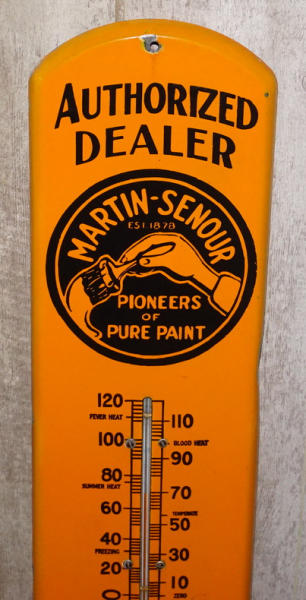 AUTHORIZED
DEALER
MARTIN-SENOUR
EST. 1878
PIONEERS
OF
PURE PAINT
120
FEVER HEAT
110
100
BLOOD HEAT
90
80
SUMMER HEAT
70
60
TEMPERATE
50
40
FREEZING
30
20
10
0
ZERO